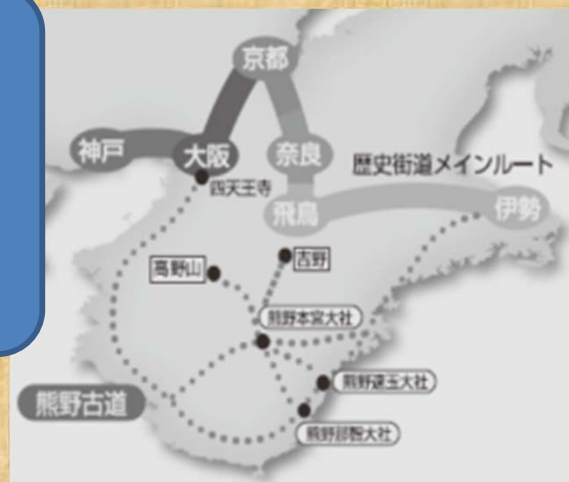 京都
神戸
大阪
奈良
歴史街道メインルート
四天王寺
飛鳥
伊勢
高野山
吉野
熊野本宮大社
熊野古道
熊野速玉大社
熊野那智大社